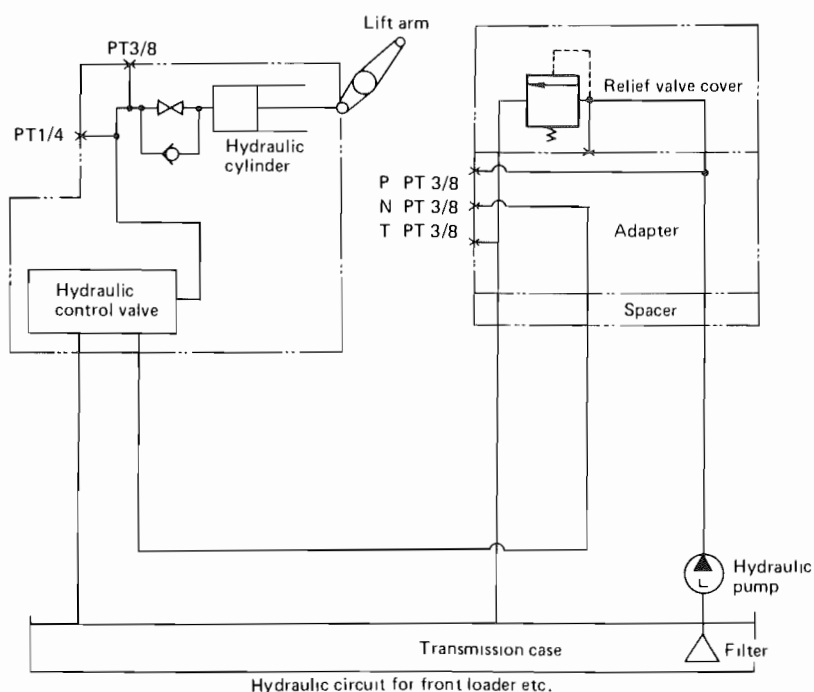 Lift arm
PT3/8
PT1/4
Hydraulic
cylinder
Hydraulic
control valve
Relief valve cover
P PT 3/8
N PT 3/8
T PT 3/8
Adapter
Spacer
Hydraulic
pump
Transmission case
Filter
Hydraulic circuit for front loader etc.